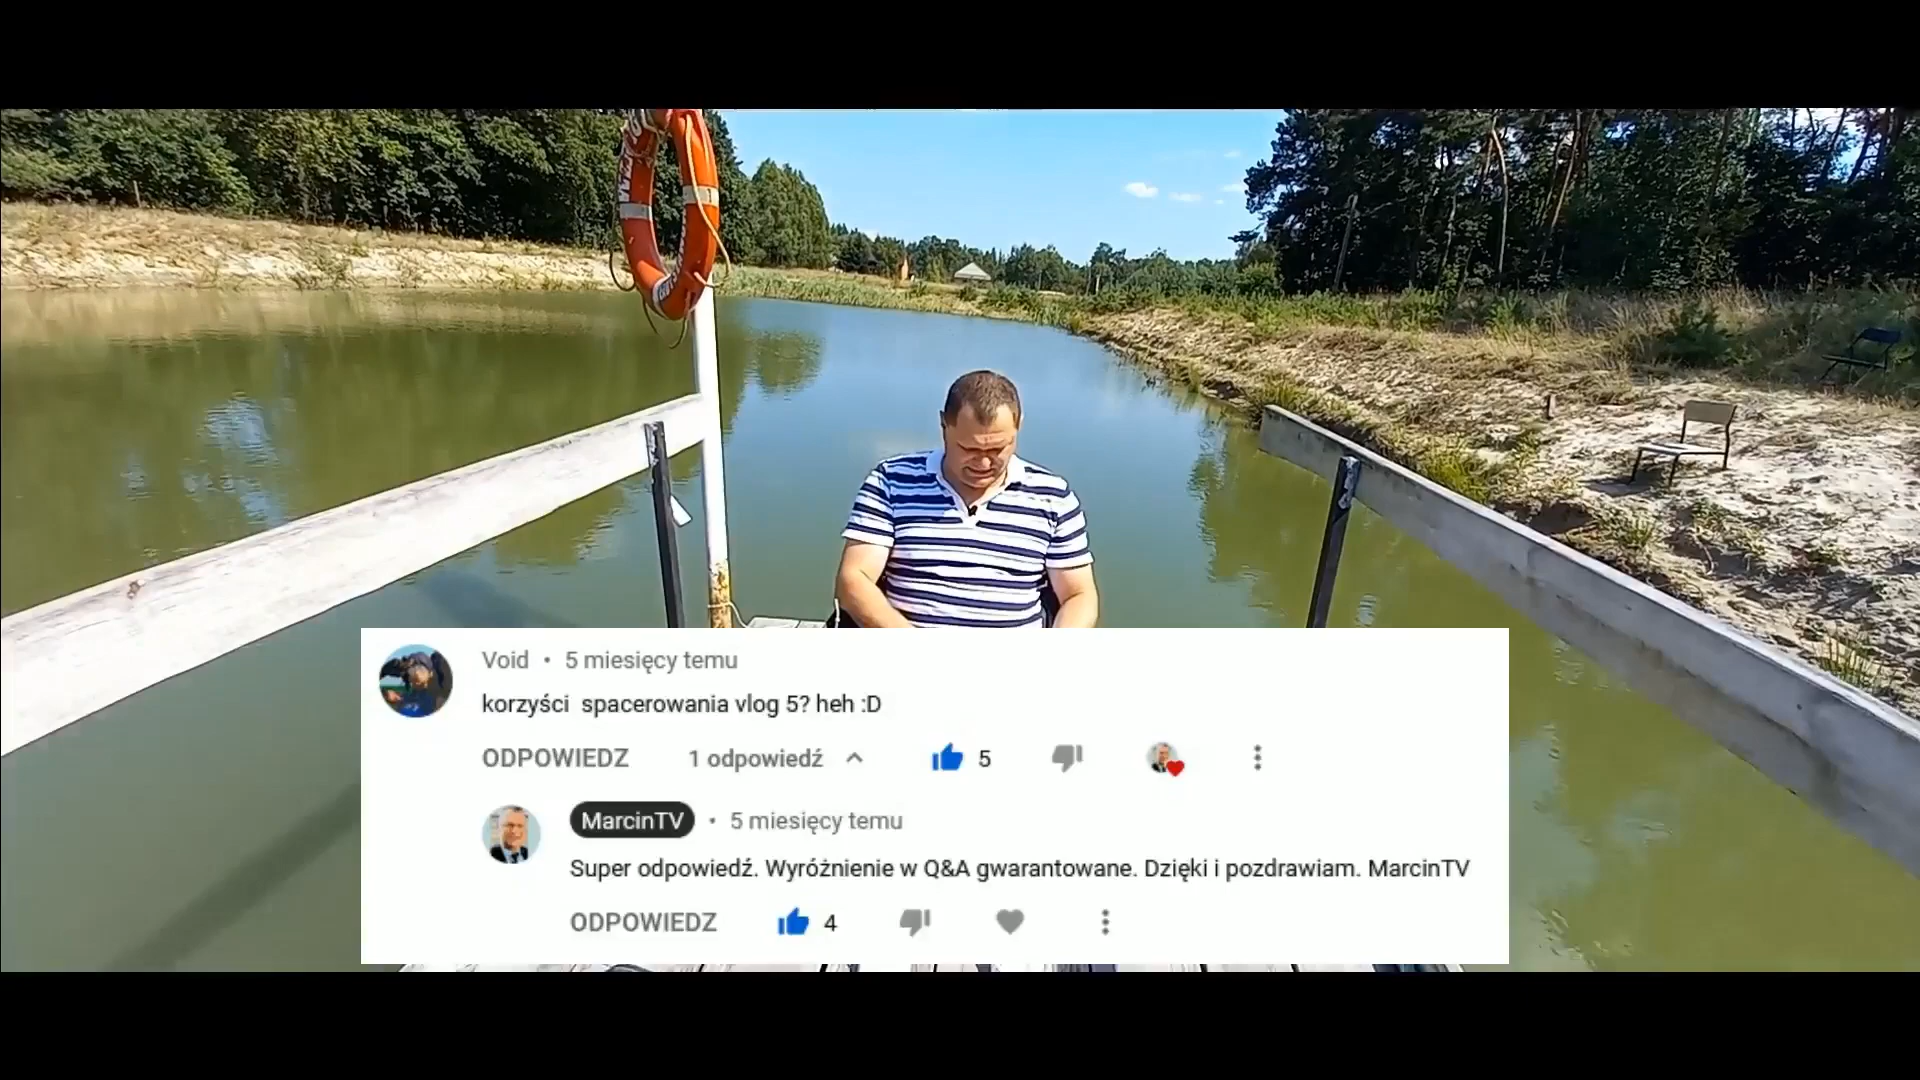 Void • 5 miesięcy temu
korzyści spacerowania vlog 5? heh :D
ODPOWIEDZ 1 odpowiedź 5
MarcinTV • 5 miesięcy temu
Super odpowiedź. Wyróżnienie w Q&A gwarantowane. Dzięki i pozdrawiam. MarcinTV
ODPOWIEDZ 4